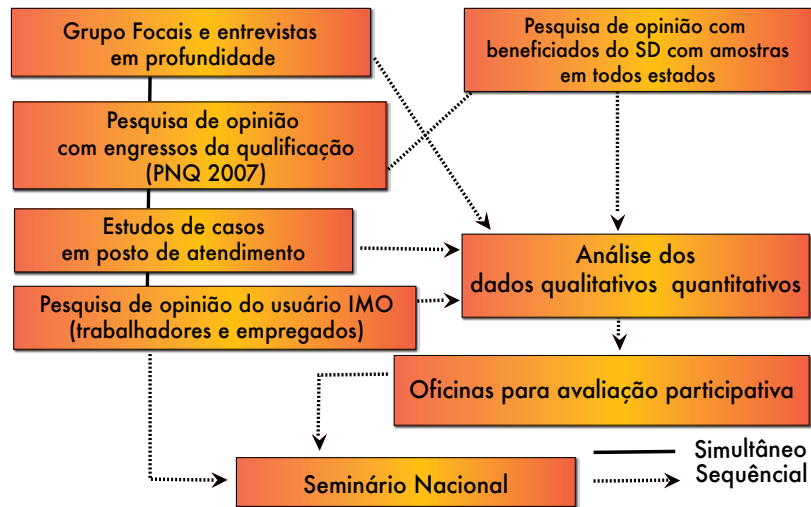 Grupo Focais e entrevistas
em profundidade
Pesquisa de opinião com
beneficiados do SD com amostras
em todos estados
Pesquisa de opinião
com engressos da qualificação
(PNQ 2007)
Estudos de casos
em posto de atendimento
Análise dos
dados qualitativos quantitativos
Pesquisa de opinião do usuário IMO
(trabalhadores e empregados)
Oficinas para avaliação participativa
Seminário Nacional
Simultâneo
Sequêncial